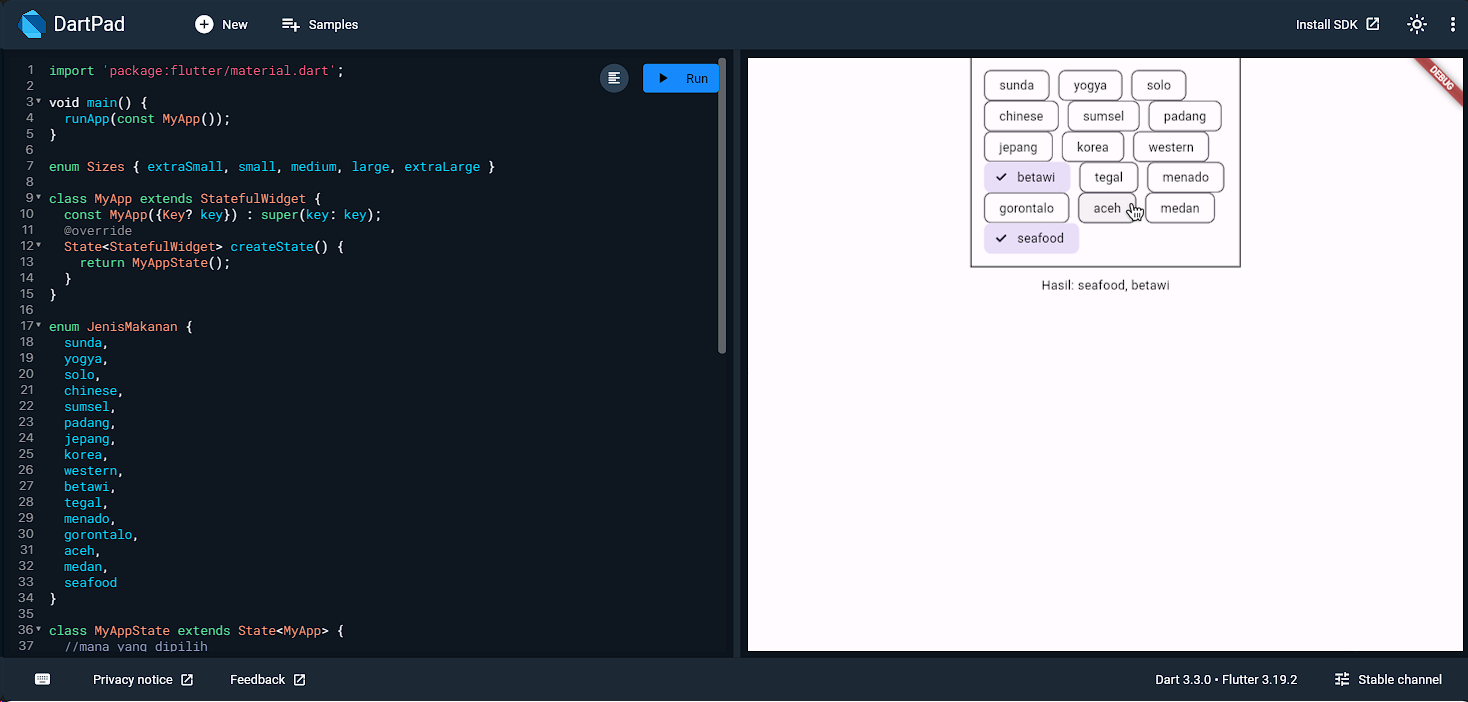 DartPad
New
Samples
Install SDK
1 import 'package:flutter/material.dart';
2
3 void main() {
4 runApp(const MyApp());
5 }
6
7 enum Sizes { extraSmall, small, medium, large, extraLarge }
8
9 class MyApp extends StatefulWidget {
10 const MyApp({Key? key}) : super(key: key);
11 @override
12 State<StatefulWidget> createState() {
13 return MyAppState();
14 }
15 }
16
17 enum JenisMakanan {
18 sunda,
19 yogya,
20 solo,
21 chinese,
22 sumsel,
23 padang,
24 jepang,
25 korea,
26 western,
27 betawi,
28 tegal,
29 menado,
30 gorontalo,
31 aceh,
32 medan,
33 seafood
34 }
35
36 class MyAppState extends State<MyApp> {
37 //mana yang dipilih
Run
DEBUG
sunda yogya solo
chinese sumsel padang
jepang korea western
betawi tegal menado
gorontalo aceh medan
seafood
Hasil: seafood, betawi
Privacy notice
Feedback
Dart 3.3.0 • Flutter 3.19.2
Stable channel